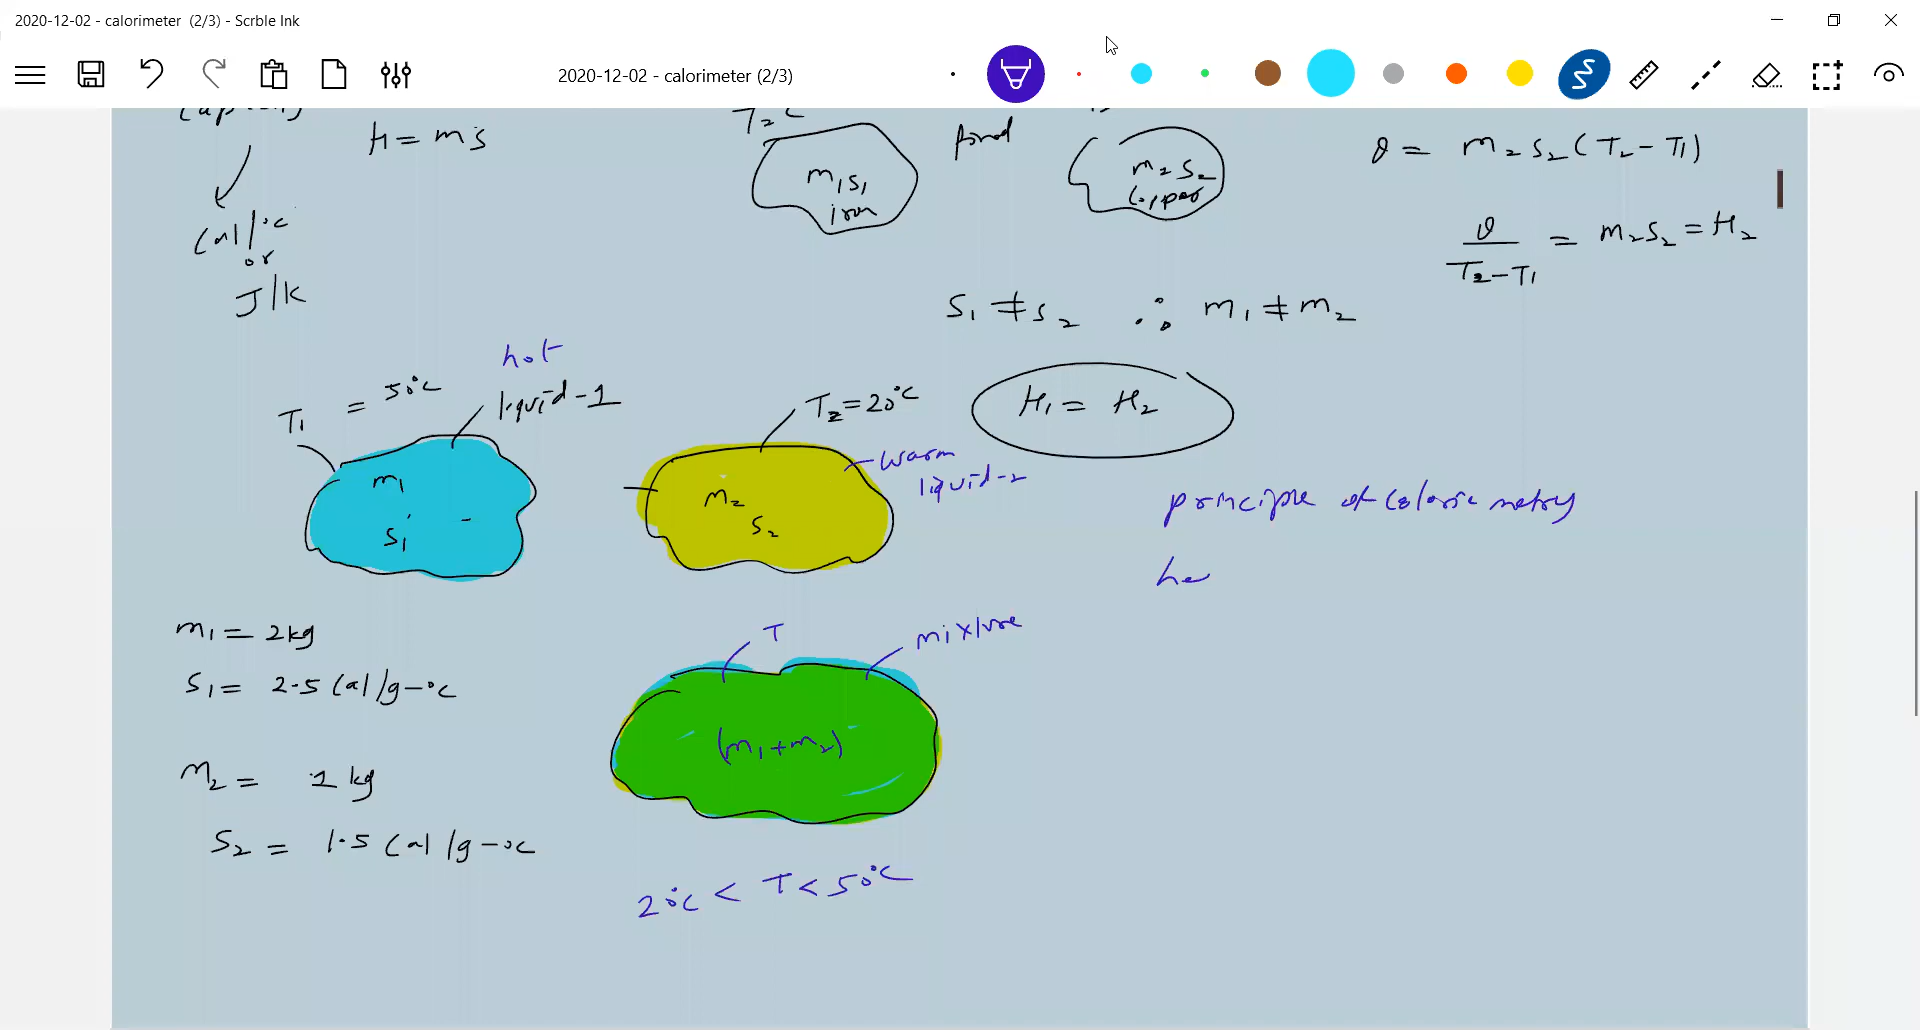 2020-12-02 - calorimeter (2/3) - Scrble Ink
2020-12-02 - calorimeter (2/3)
H = ms
Cal/°C
or
J/K
m₁s₁
iron
find
m₂s₂
Copper
θ = m₂s₂(T₂-T₁)
θ/T₂-T₁ = m₂s₂ = H₂
S₁ ≠ S₂ ∴ m₁ ≠ m₂
H₁ = H₂
hot
liquid-1
T₁ = 50°C
m₁
S₁
T₂ = 20°C
warm
liquid-2
m₂
S₂
principle of Caloric metry
he
m₁ = 2kg
S₁ = 2.5 Cal/g-°C
m₂ = 1 kg
S₂ = 1.5 Cal/g-°C
T
mixture
(m₁+m₂)
20°C < T < 50°C